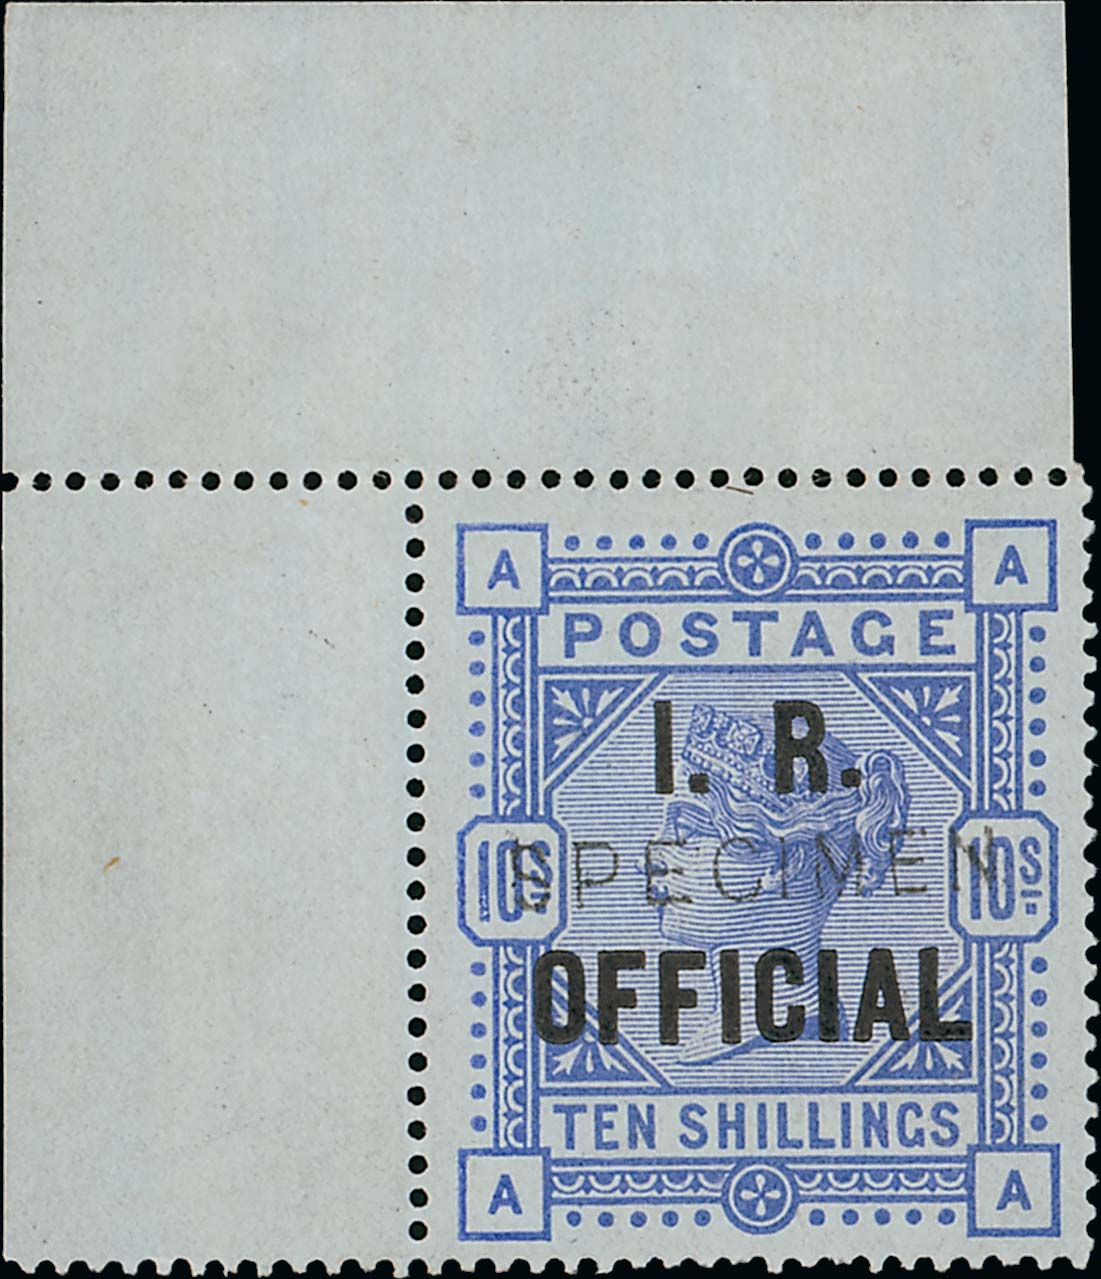 A A
POSTAGE
I. R.
10S 10S
SPECIMEN
OFFICIAL
TEN SHILLINGS
A A